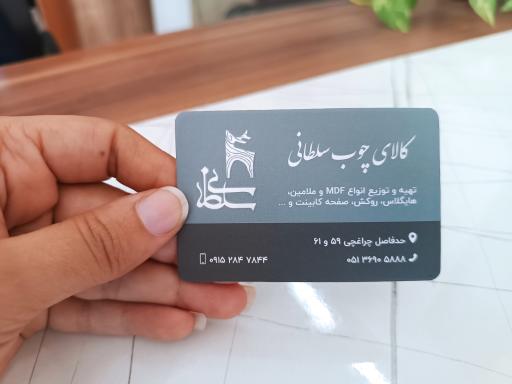 کالای چوب سلطانی
سلطانی
تهیه و توزیع انواع MDF و ملامین،
هایگلاس، روکش، صفحه کابینت و ...
حدفاصل چراغچی ۵۹ و ۶۱
۰۵۱ ۳۶۹۰ ۵۸۸۸
۰۹۱۵ ۲۸۴ ۷۸۴۴